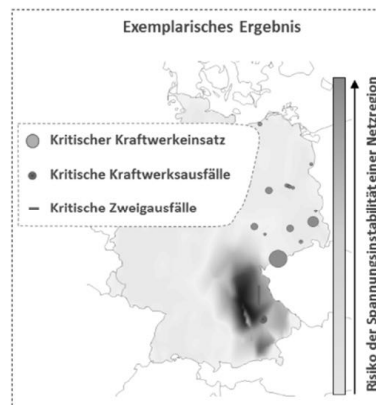 Exemplarisches Ergebnis
Kritischer Kraftwerkeinsatz
Kritische Kraftwerksausfälle
Kritische Zweigausfälle
Risiko der Spannungsinstabilität einer Netzregion